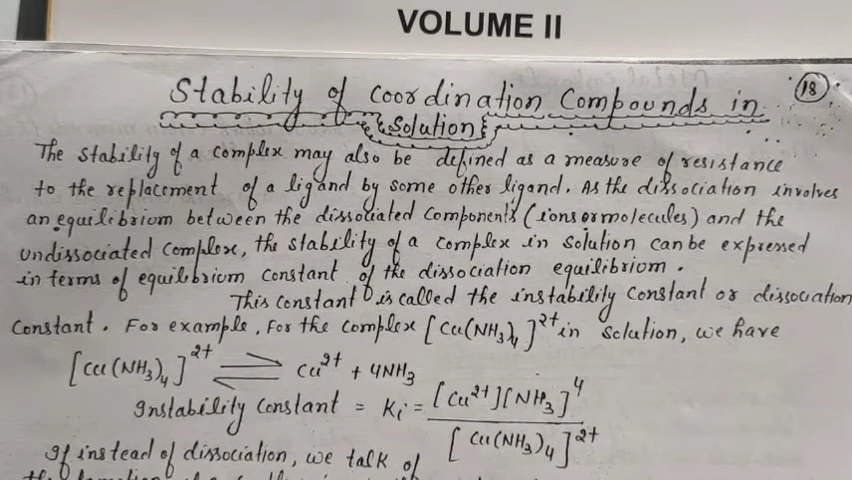 VOLUME II
18
Stability of Coordination Compounds in
Solution
The Stability of a complex may also be defined as a measure of resistance
to the replacement of a ligand by some other ligand. As the dissociation involves
an equilibrium between the dissociated components (ions or molecules) and the
undissociated complex, the stability of a complex in solution can be expressed
in terms of equilibrium constant of the dissociation equilibrium.
This constant is called the instability constant or dissociation
Constant. For example, For the complex [Cu(NH3)4]2+ in solution, we have
[Cu(NH3)4]2+ ⇌ Cu2+ + 4NH3
Instability Constant = Ki = [Cu2+][NH3]4
[Cu(NH3)4]2+
If instead of dissociation, we talk of